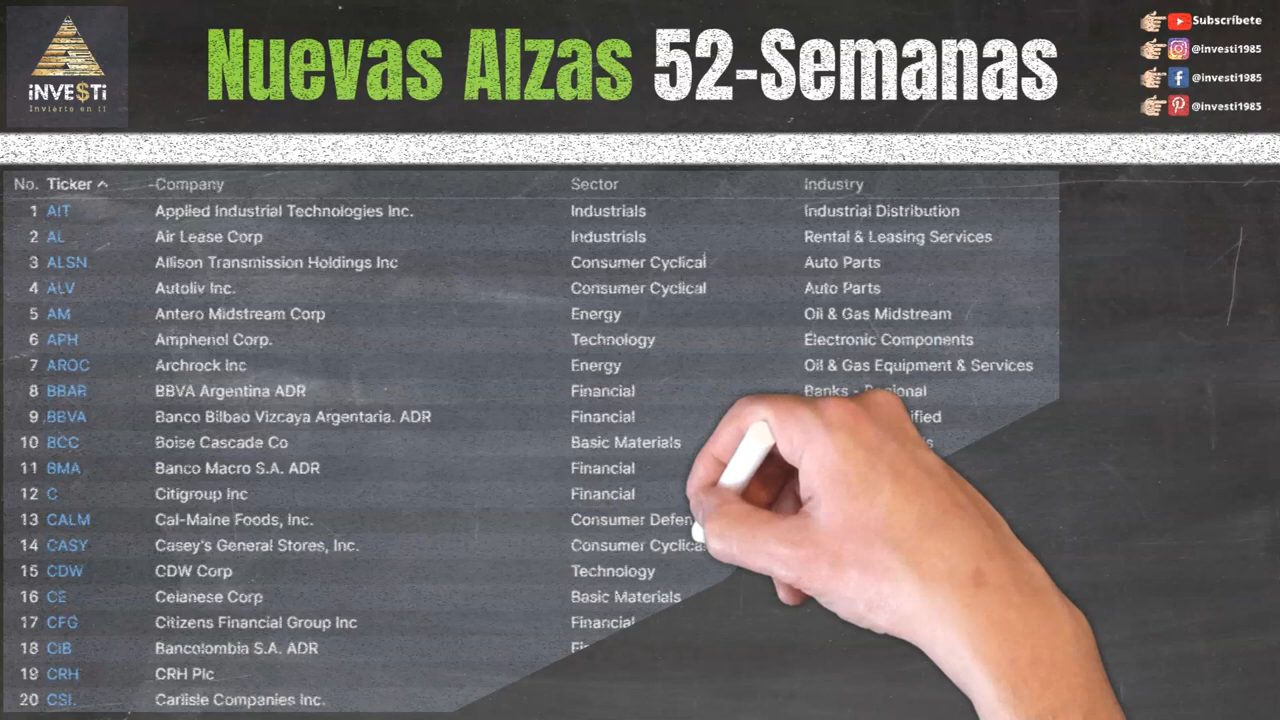 iNVE$Ti
Invierte en ti
Nuevas Alzas 52-Semanas
Subscríbete
@investi1985
@investi1985
@investi1985
No. Ticker Company Sector Industry
1 AIT Applied Industrial Technologies Inc. Industrials Industrial Distribution
2 AL Air Lease Corp Industrials Rental & Leasing Services
3 ALSN Allison Transmission Holdings Inc Consumer Cyclical Auto Parts
4 ALV Autoliv Inc. Consumer Cyclical Auto Parts
5 AM Antero Midstream Corp Energy Oil & Gas Midstream
6 APH Amphenol Corp. Technology Electronic Components
7 AROC Archrock Inc Energy Oil & Gas Equipment & Services
8 BBAR BBVA Argentina ADR Financial Banks -
9 BBVA Banco Bilbao Vizcaya Argentaria. ADR Financial
10 BCC Boise Cascade Co Basic Materials
11 BMA Banco Macro S.A. ADR Financial
12 C Citigroup Inc Financial
13 CALM Cal-Maine Foods, Inc. Consumer
14 CASY Casey's General Stores, Inc. Consumer
15 CDW CDW Corp Technology
16 CE Celanese Corp Basic Materials
17 CFG Citizens Financial Group Inc Financial
18 CIB Bancolombia S.A. ADR
19 CRH CRH Plc
20 CSL Carlisle Companies Inc.